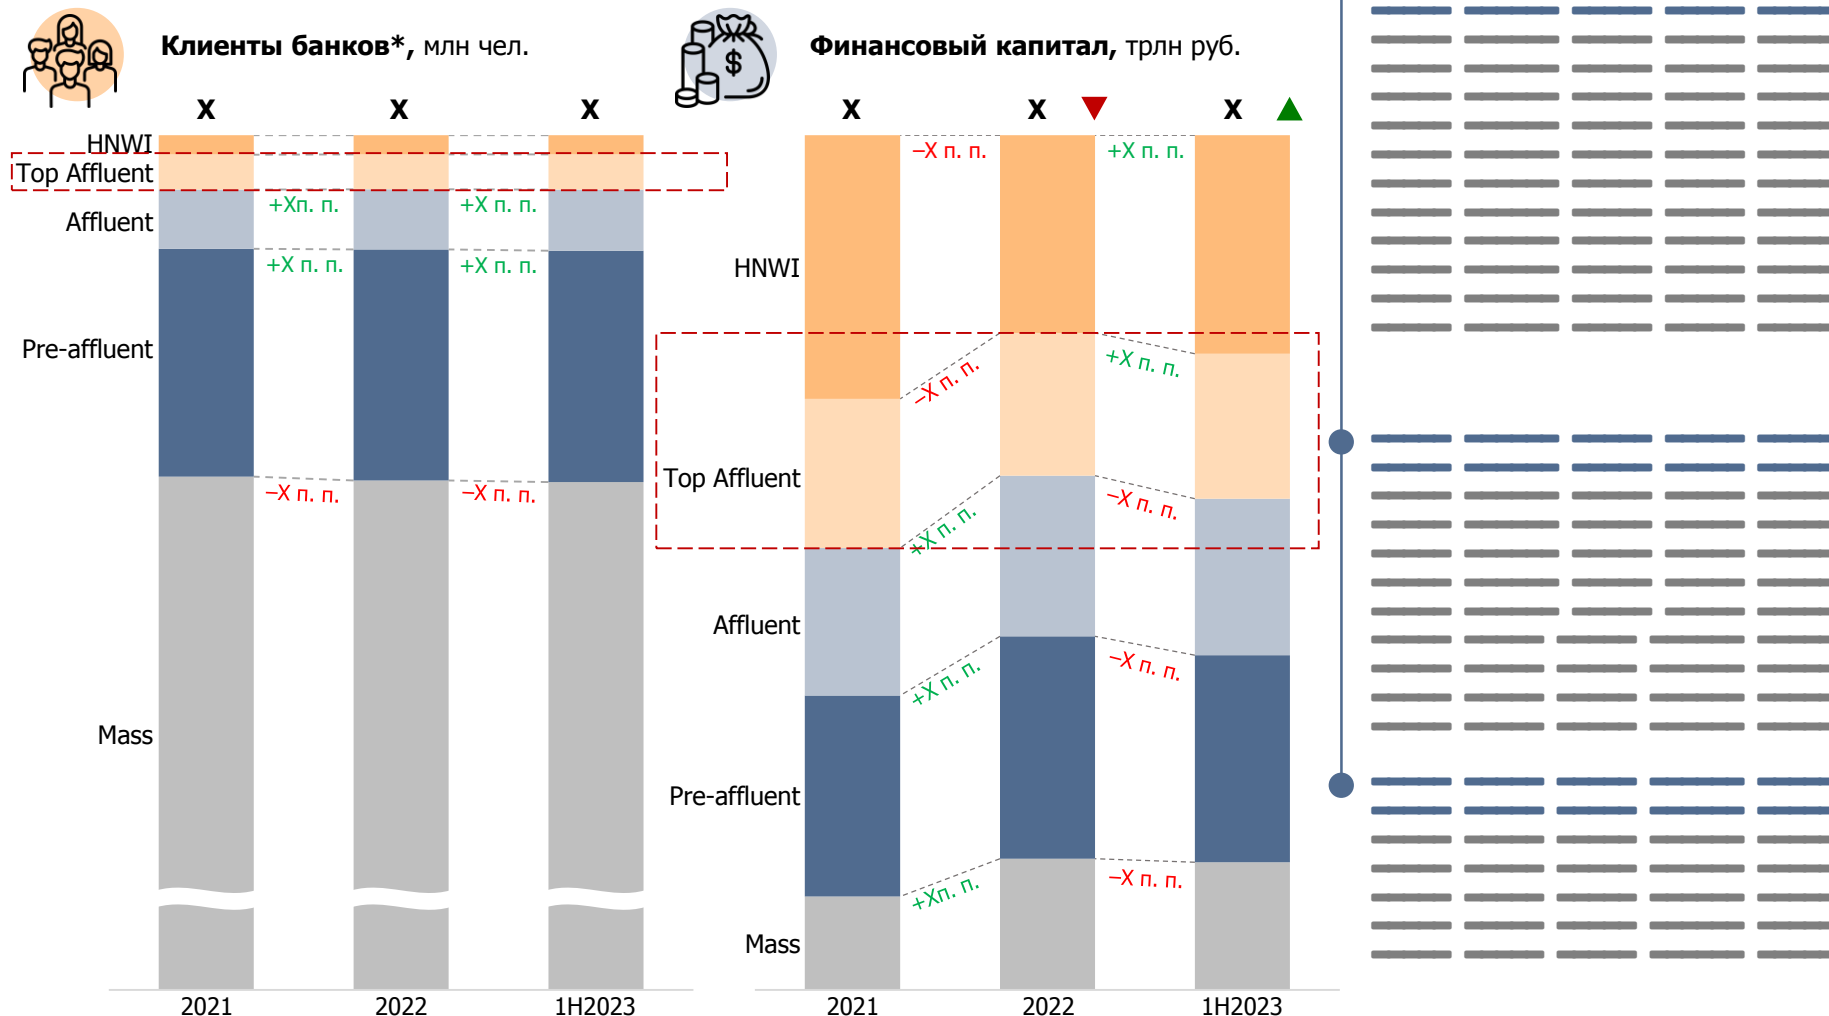 Клиенты банков*, млн чел.
X X X
HNWI
Top Affluent
+Xп. п. +X п. п.
Affluent
+X п. п. +X п. п.
Pre-affluent
–X п. п. –X п. п.
Mass
2021 2022 1H2023
$
Финансовый капитал, трлн руб.
X X X
–X п. п. +X п. п.
HNWI
–X п. п. +X п. п.
Top Affluent
+X п. п. –X п. п.
Affluent
+X п. п. –X п. п.
Pre-affluent
+Xп. п. –X п. п.
Mass
2021 2022 1H2023